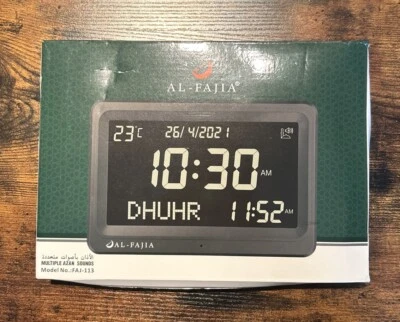 AL-FAJIA®
23°C 26/4/2021
10:30 AM
DHUHR 11:52 AM
AL-FAJIA
الأذان بأصوات متعددة
MULTIPLE AZAN SOUNDS
Model No.:FAJ-113